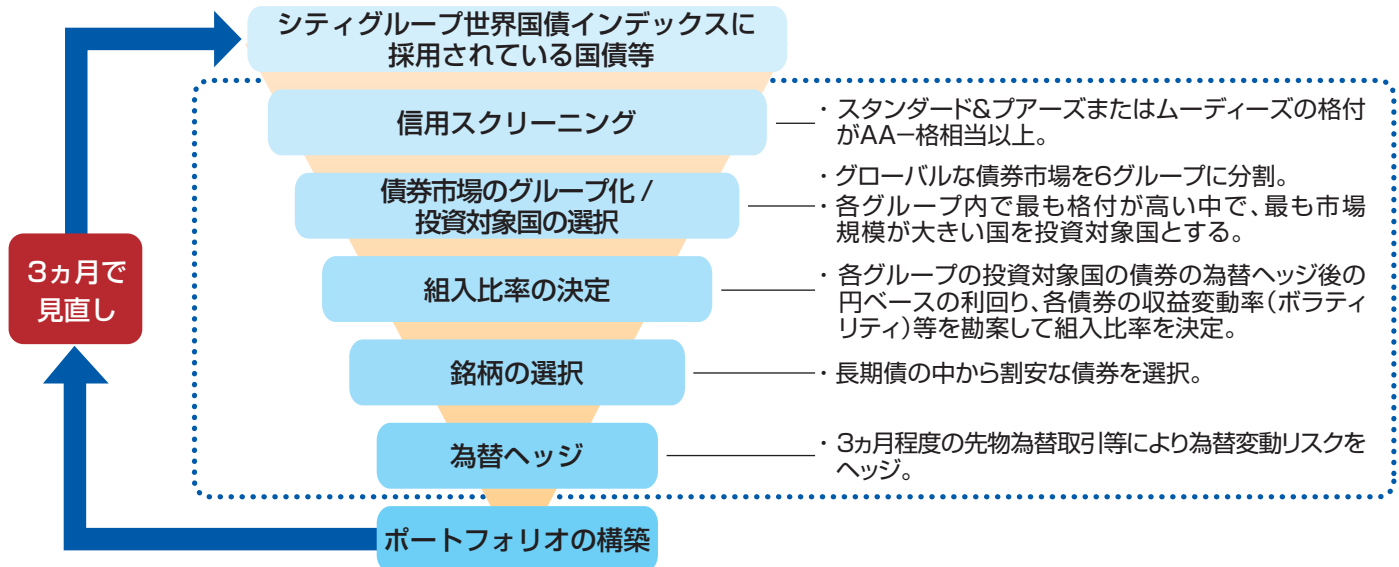 シティグループ世界国債インデックスに
採用されている国債等
信用スクリーニング
・スタンダード&プアーズまたはムーディーズの格付
がAA−格相当以上。
債券市場のグループ化 /
投資対象国の選択
・グローバルな債券市場を6グループに分割。
・各グループ内で最も格付が高い中で、最も市場
規模が大きい国を投資対象国とする。
3ヵ月で
見直し
組入比率の決定
・各グループの投資対象国の債券の為替ヘッジ後の
円ベースの利回り、各債券の収益変動率(ボラティ
リティ)等を勘案して組入比率を決定。
銘柄の選択
・長期債の中から割安な債券を選択。
為替ヘッジ
・3ヵ月程度の先物為替取引等により為替変動リスクを
ヘッジ。
ポートフォリオの構築